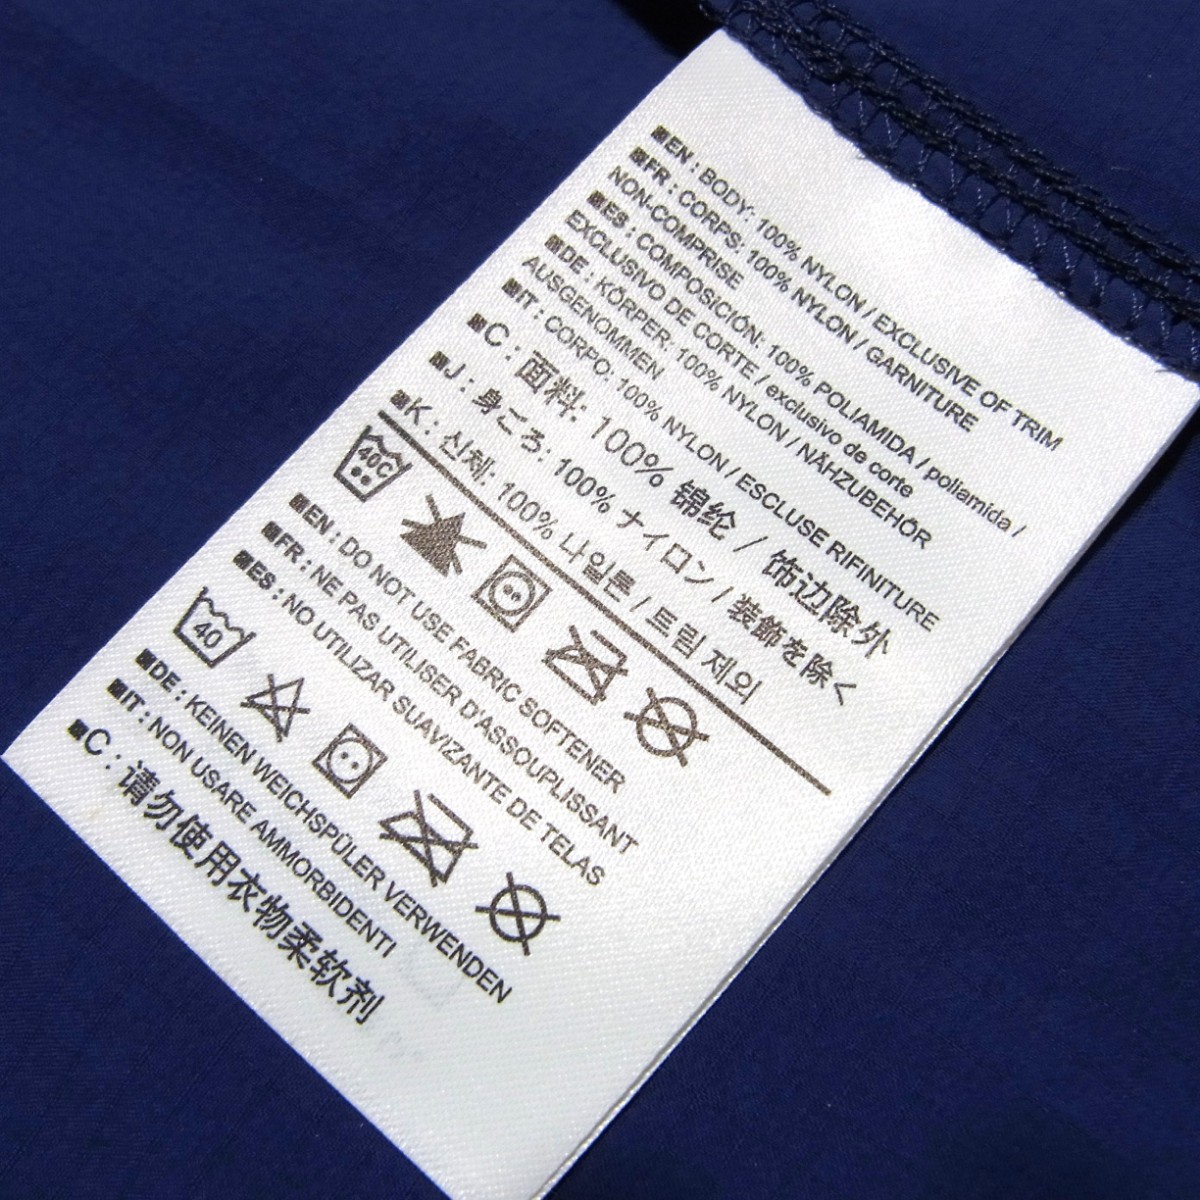 EN : BODY: 100% NYLON / EXCLUSIVE OF TRIM
FR : CORPS: 100% NYLON / GARNITURE
NON-COMPRISE
ES : COMPOSICIÓN: 100% POLIAMIDA / poliamida /
EXCLUSIVO DE CORTE / exclusivo de corte
DE : KÖRPER: 100% NYLON / NÄHZUBEHÖR
AUSGENOMMEN
IT : CORPO: 100% NYLON / ESCLUSE RIFINITURE
C : 面料: 100% 锦纶 / 饰边除外
J : 身ごろ: 100% ナイロン / 装飾を除く
K : 신체: 100% 나일론 / 트림 제외
40C
EN : DO NOT USE FABRIC SOFTENER
FR : NE PAS UTILISER D'ASSOUPLISSANT
ES : NO UTILIZAR SUAVIZANTE DE TELAS
40
DE : KEINEN WEICHSPÜLER VERWENDEN
IT : NON USARE AMMORBIDENTI
C : 请勿使用衣物柔软剂